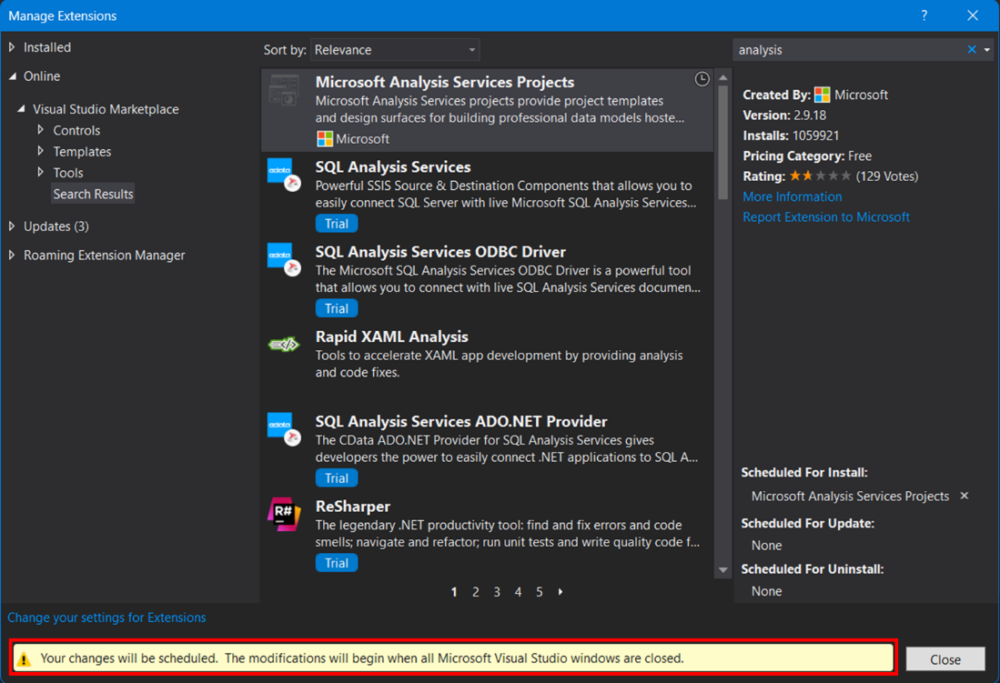 Manage Extensions
?
Installed
Online
Visual Studio Marketplace
Controls
Templates
Tools
Search Results
Updates (3)
Roaming Extension Manager
Sort by: Relevance
Microsoft Analysis Services Projects
Microsoft Analysis Services projects provide project templates
and design surfaces for building professional data models hoste...
Microsoft
adata
SQL Analysis Services
Powerful SSIS Source & Destination Components that allows you to
easily connect SQL Server with live Microsoft SQL Analysis Services...
Trial
adata
SQL Analysis Services ODBC Driver
The Microsoft SQL Analysis Services ODBC Driver is a powerful tool
that allows you to connect with live SQL Analysis Services documen...
Trial
Rapid XAML Analysis
Tools to accelerate XAML app development by providing analysis
and code fixes.
adata
SQL Analysis Services ADO.NET Provider
The CData ADO.NET Provider for SQL Analysis Services gives
developers the power to easily connect .NET applications to SQL A...
Trial
R#
ReSharper
The legendary .NET productivity tool: find and fix errors and code
smells; navigate and refactor; run unit tests and write quality code f...
Trial
1 2 3 4 5
analysis
Created By: Microsoft
Version: 2.9.18
Installs: 1059921
Pricing Category: Free
Rating: (129 Votes)
More Information
Report Extension to Microsoft
Scheduled For Install:
Microsoft Analysis Services Projects
Scheduled For Update:
None
Scheduled For Uninstall:
None
Change your settings for Extensions
Your changes will be scheduled. The modifications will begin when all Microsoft Visual Studio windows are closed.
Close